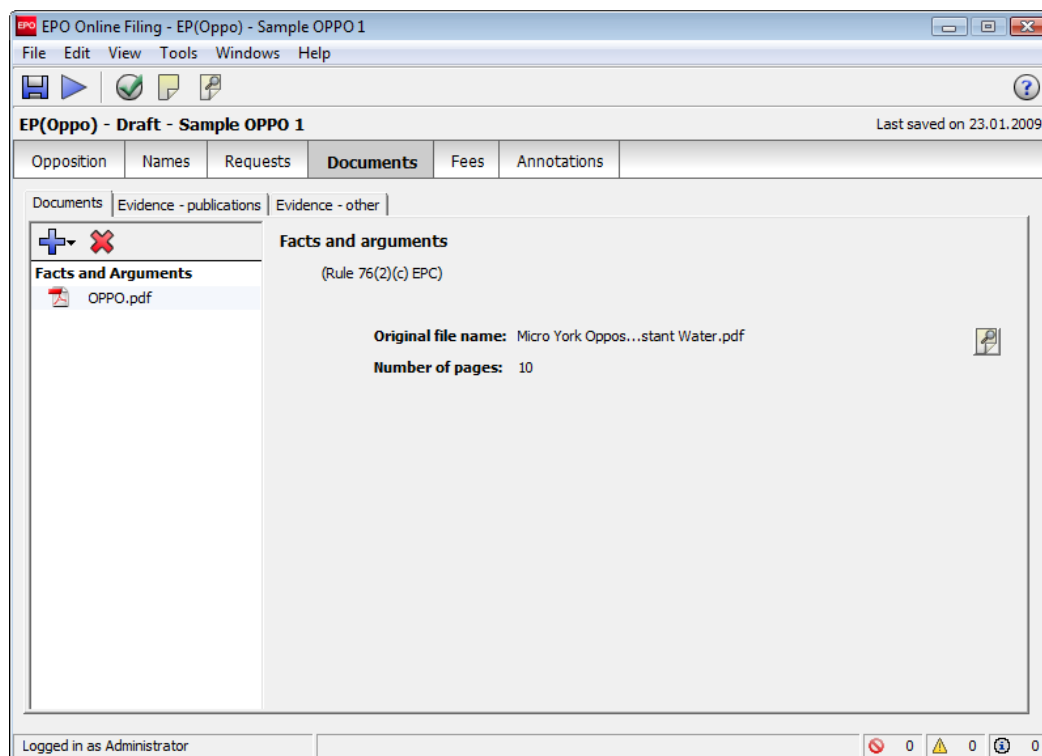 EPO EPO Online Filing - EP(Oppo) - Sample OPPO 1
File Edit View Tools Windows Help
EP(Oppo) - Draft - Sample OPPO 1 Last saved on 23.01.2009
Opposition Names Requests Documents Fees Annotations
Documents Evidence - publications Evidence - other
Facts and arguments
Facts and Arguments (Rule 76(2)(c) EPC)
OPPO.pdf
Original file name: Micro York Oppos...stant Water.pdf
Number of pages: 10
Logged in as Administrator 0 0 0